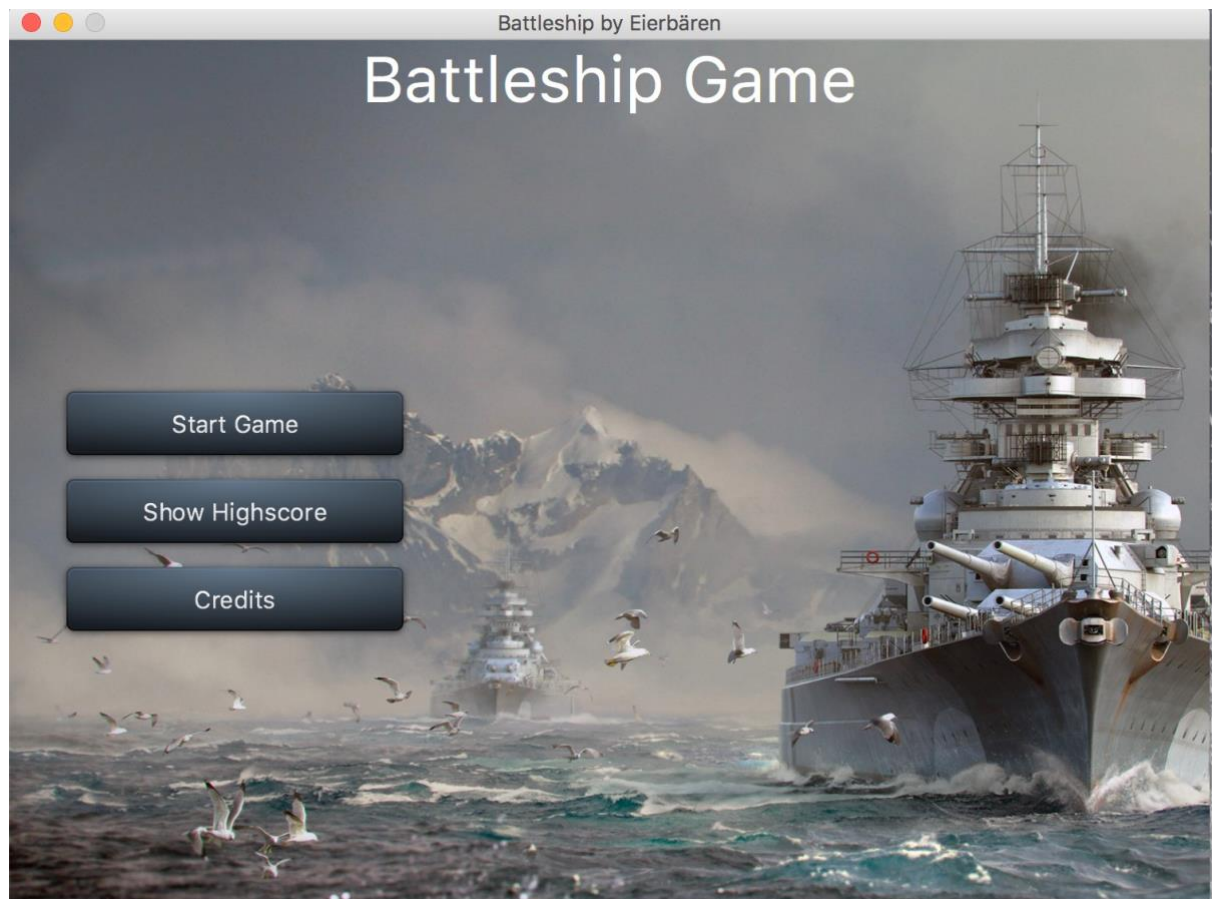 Battleship by Eierbären
Battleship Game
Start Game
Show Highscore
Credits